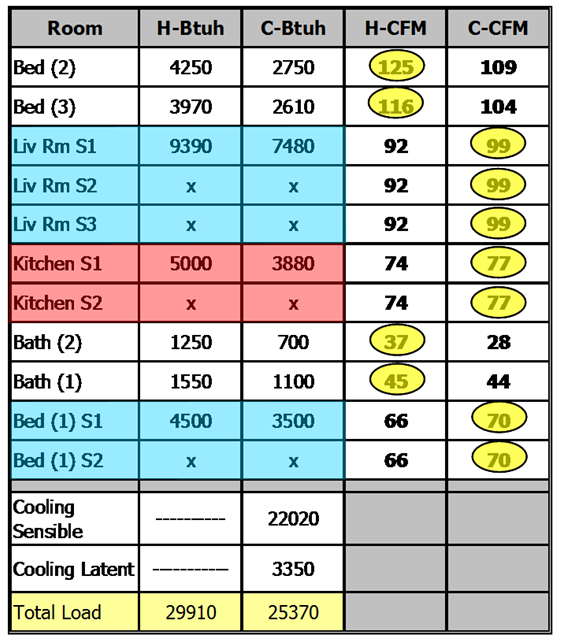 Room H-Btuh C-Btuh H-CFM C-CFM
Bed (2) 4250 2750 125 109
Bed (3) 3970 2610 116 104
Liv Rm S1 9390 7480 92 99
Liv Rm S2 x x 92 99
Liv Rm S3 x x 92 99
Kitchen S1 5000 3880 74 77
Kitchen S2 x x 74 77
Bath (2) 1250 700 37 28
Bath (1) 1550 1100 45 44
Bed (1) S1 4500 3500 66 70
Bed (1) S2 x x 66 70
Cooling
Sensible ---------- 22020
Cooling Latent ----------- 3350
Total Load 29910 25370